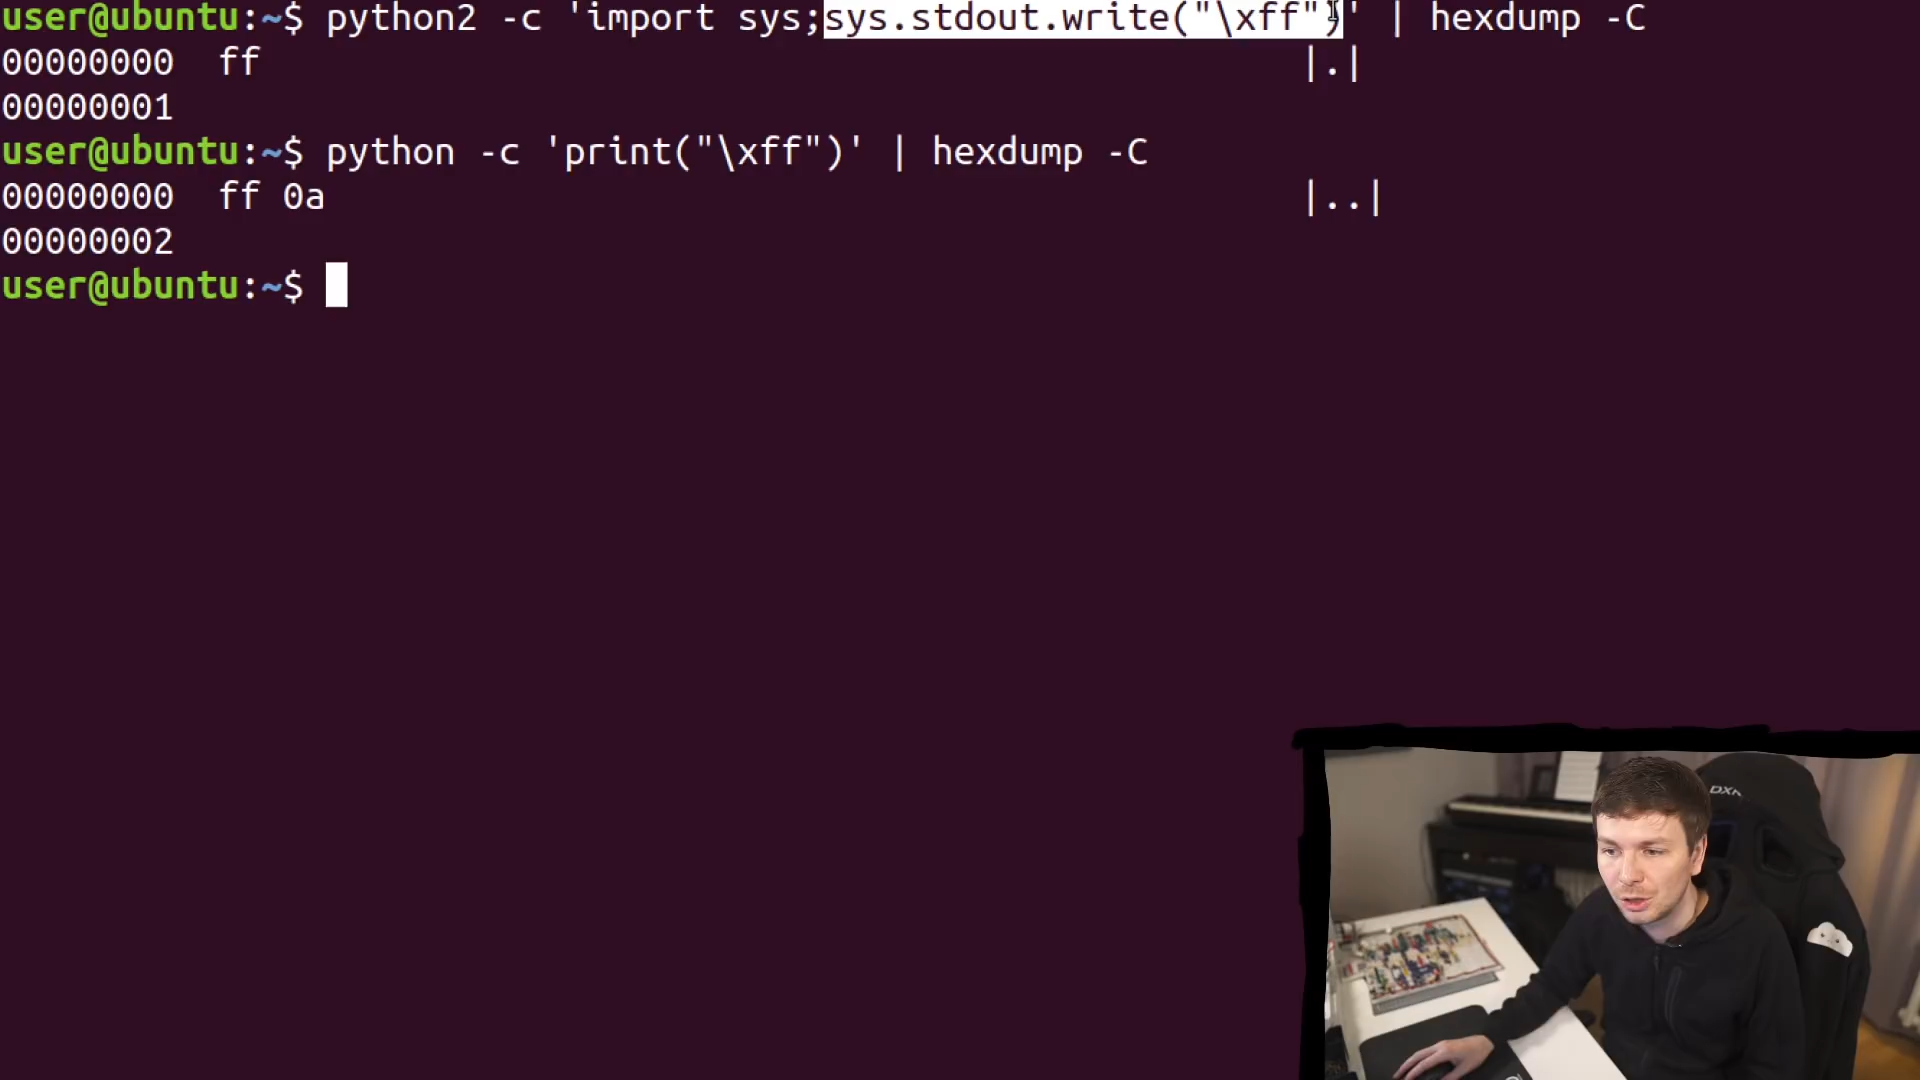 user@ubuntu:~$ python2 -c 'import sys;sys.stdout.write("\xff")' | hexdump -C
00000000  ff                                                |.|
00000001
user@ubuntu:~$ python -c 'print("\xff")' | hexdump -C
00000000  ff 0a                                             |..|
00000002
user@ubuntu:~$